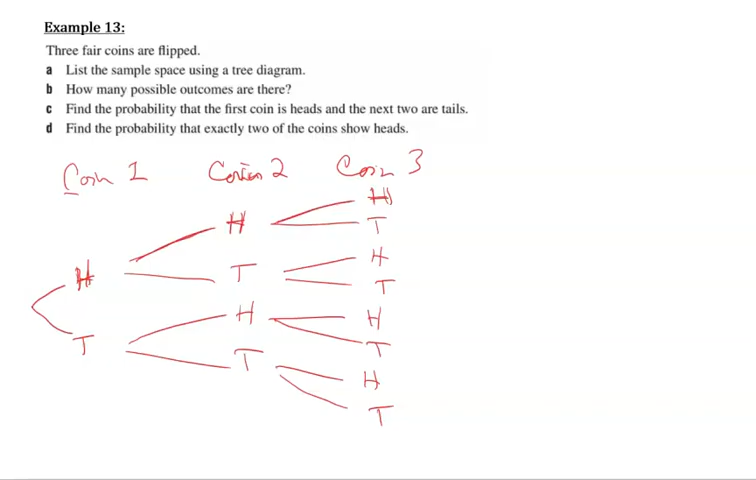 Example 13:
Three fair coins are flipped.
a List the sample space using a tree diagram.
b How many possible outcomes are there?
c Find the probability that the first coin is heads and the next two are tails.
d Find the probability that exactly two of the coins show heads.
Coin 1 Coin 2 Coin 3
H
H T
T H
H T
T H H
T T
H
T